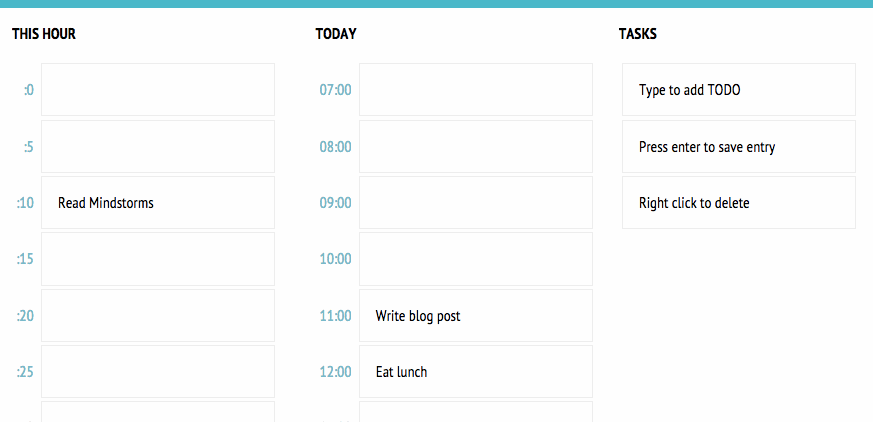 THIS HOUR
:0
:5
:10 Read Mindstorms
:15
:20
:25
TODAY
07:00
08:00
09:00
10:00
11:00 Write blog post
12:00 Eat lunch
TASKS
Type to add TODO
Press enter to save entry
Right click to delete